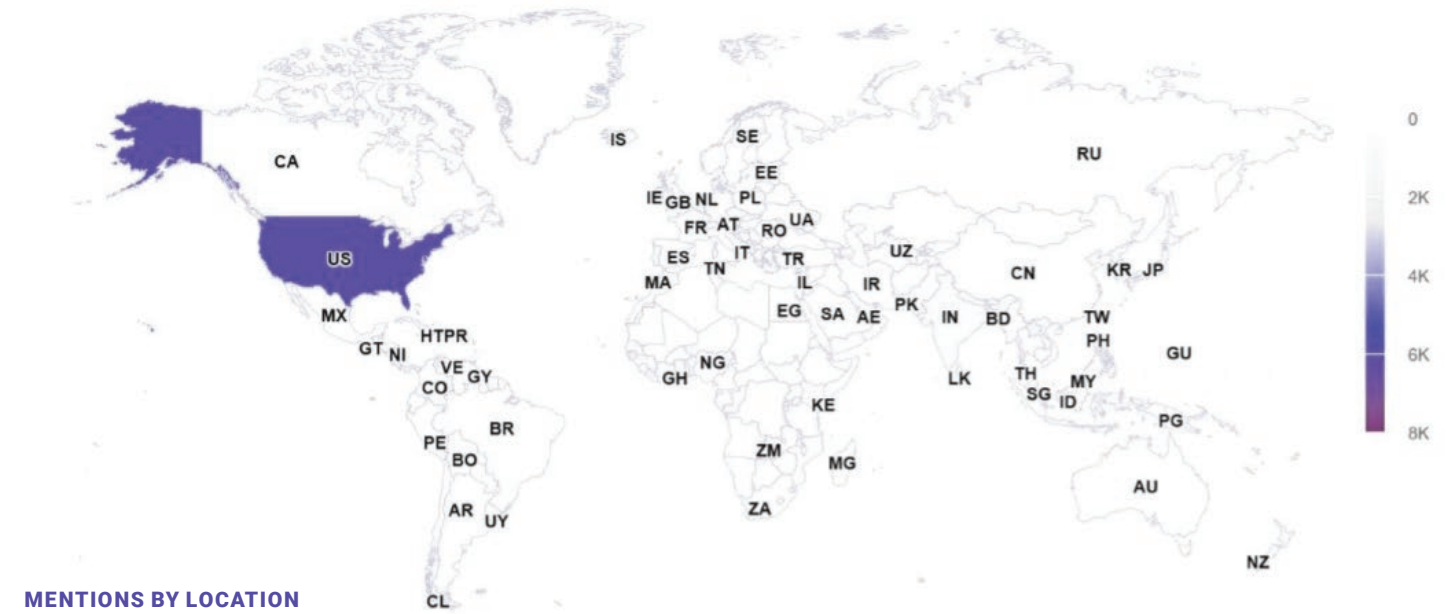 0
IS
SE
RU
CA
EE
2K
IE GB NL PL
FR AT RO UA
US
ES IT TR UZ
TN
MA IL IR CN KR JP
4K
EG SA AE PK IN BD TW
MX
HTPR
PH
GT NI
GU
6K
NG
VE GY
GH
LK TH MY
CO
SG ID
KE
PG
BR
8K
PE
BO
ZM
MG
AU
AR UY
ZA
NZ
MENTIONS BY LOCATION
CL